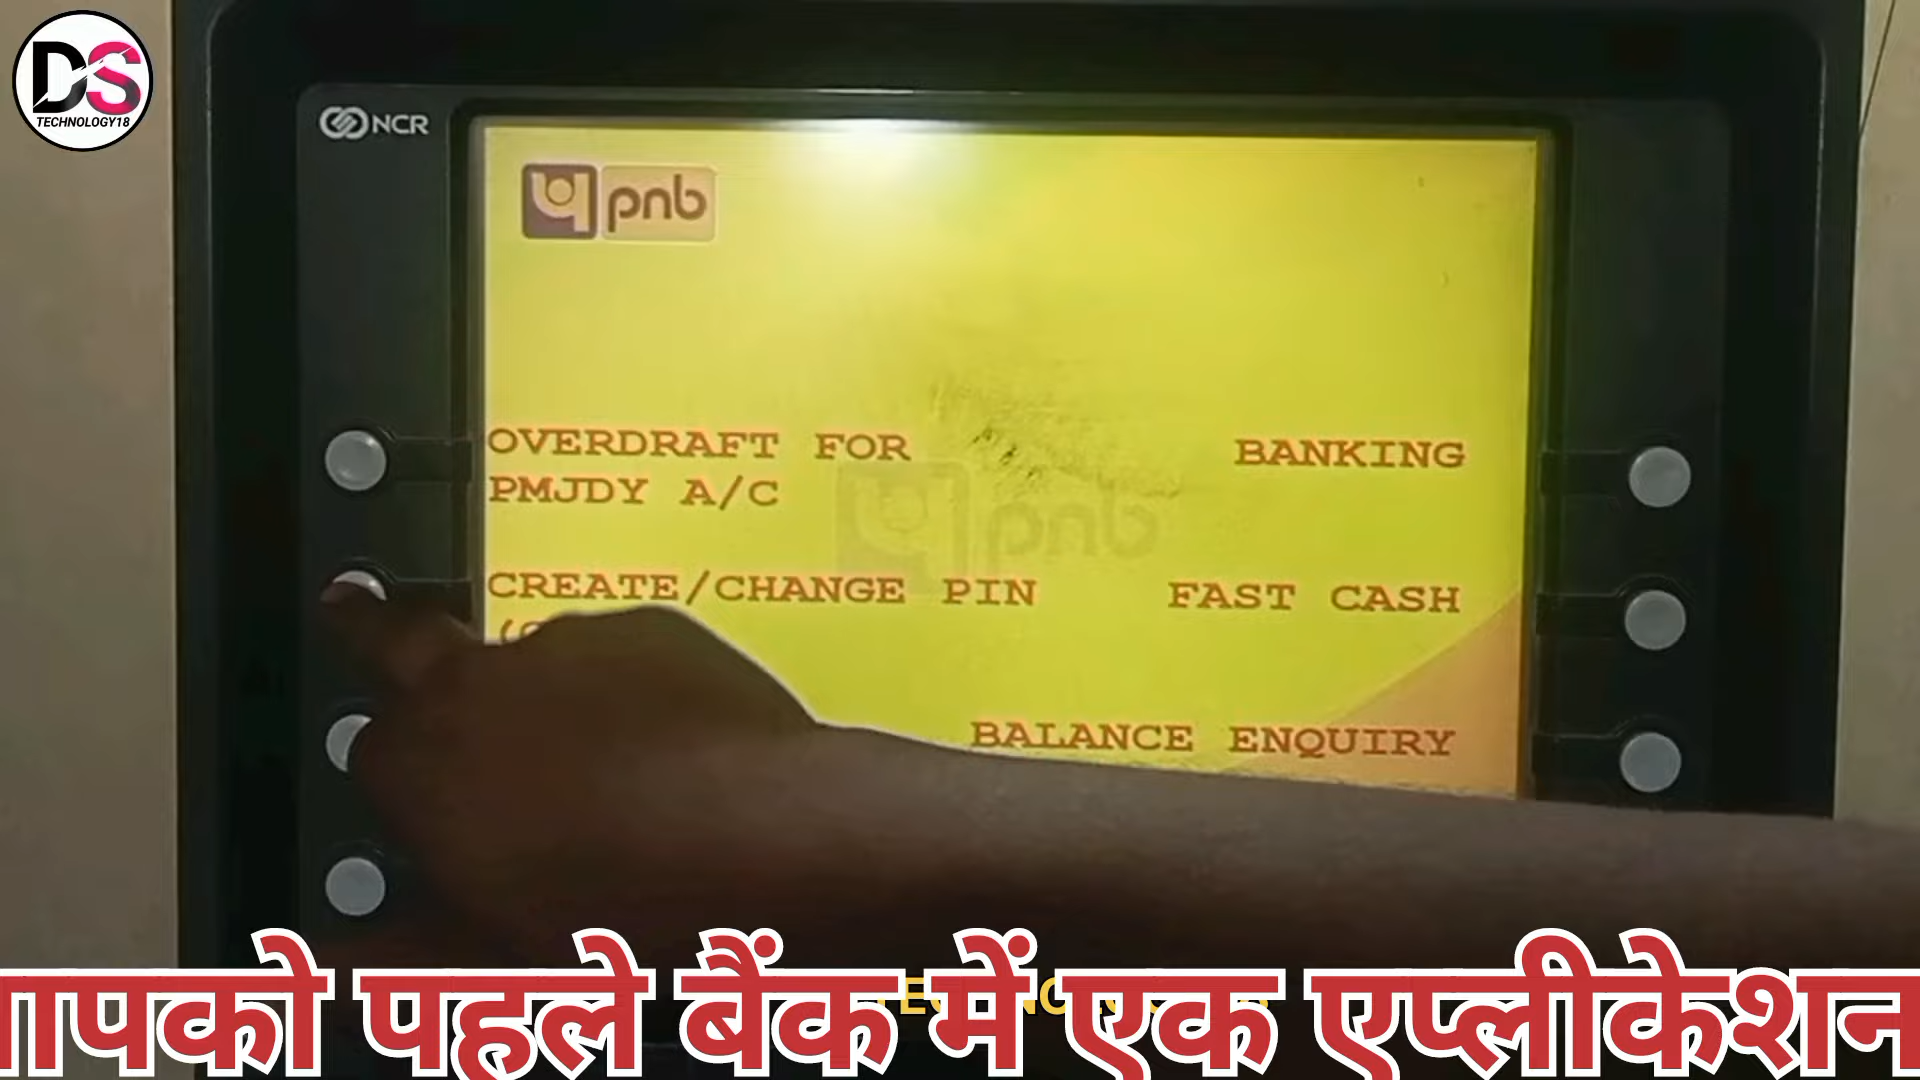 DS
TECHNOLOGY18
NCR
pnb
OVERDRAFT FOR
PMJDY A/C
BANKING
pnb
CREATE/CHANGE PIN
FAST CASH
BALANCE ENQUIRY
पहले बैंक में एक एप्लीकेशन